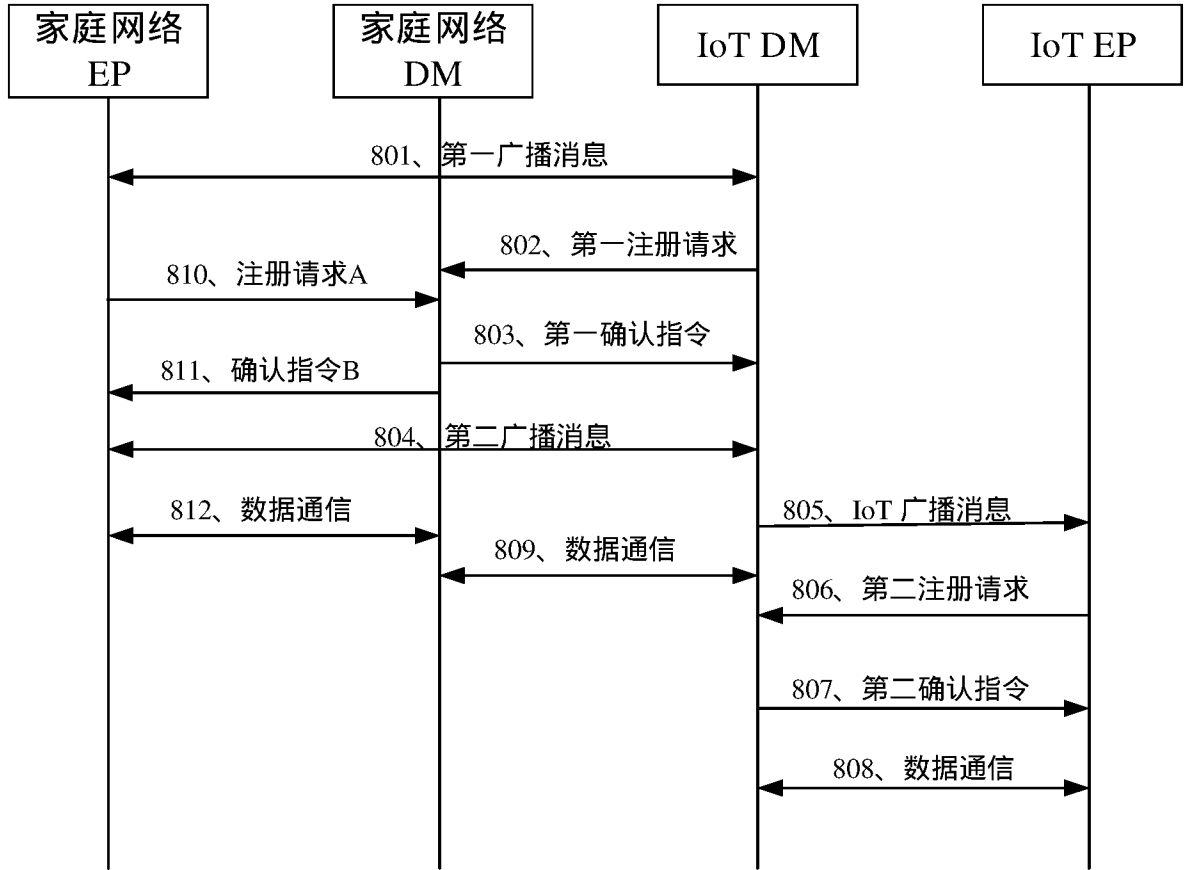 家庭网络
EP
家庭网络
DM
IoT DM
IoT EP
801、第一广播消息
802、第一注册请求
810、注册请求A
803、第一确认指令
811、确认指令B
804、第二广播消息
812、数据通信
805、IoT 广播消息
809、数据通信
806、第二注册请求
807、第二确认指令
808、数据通信